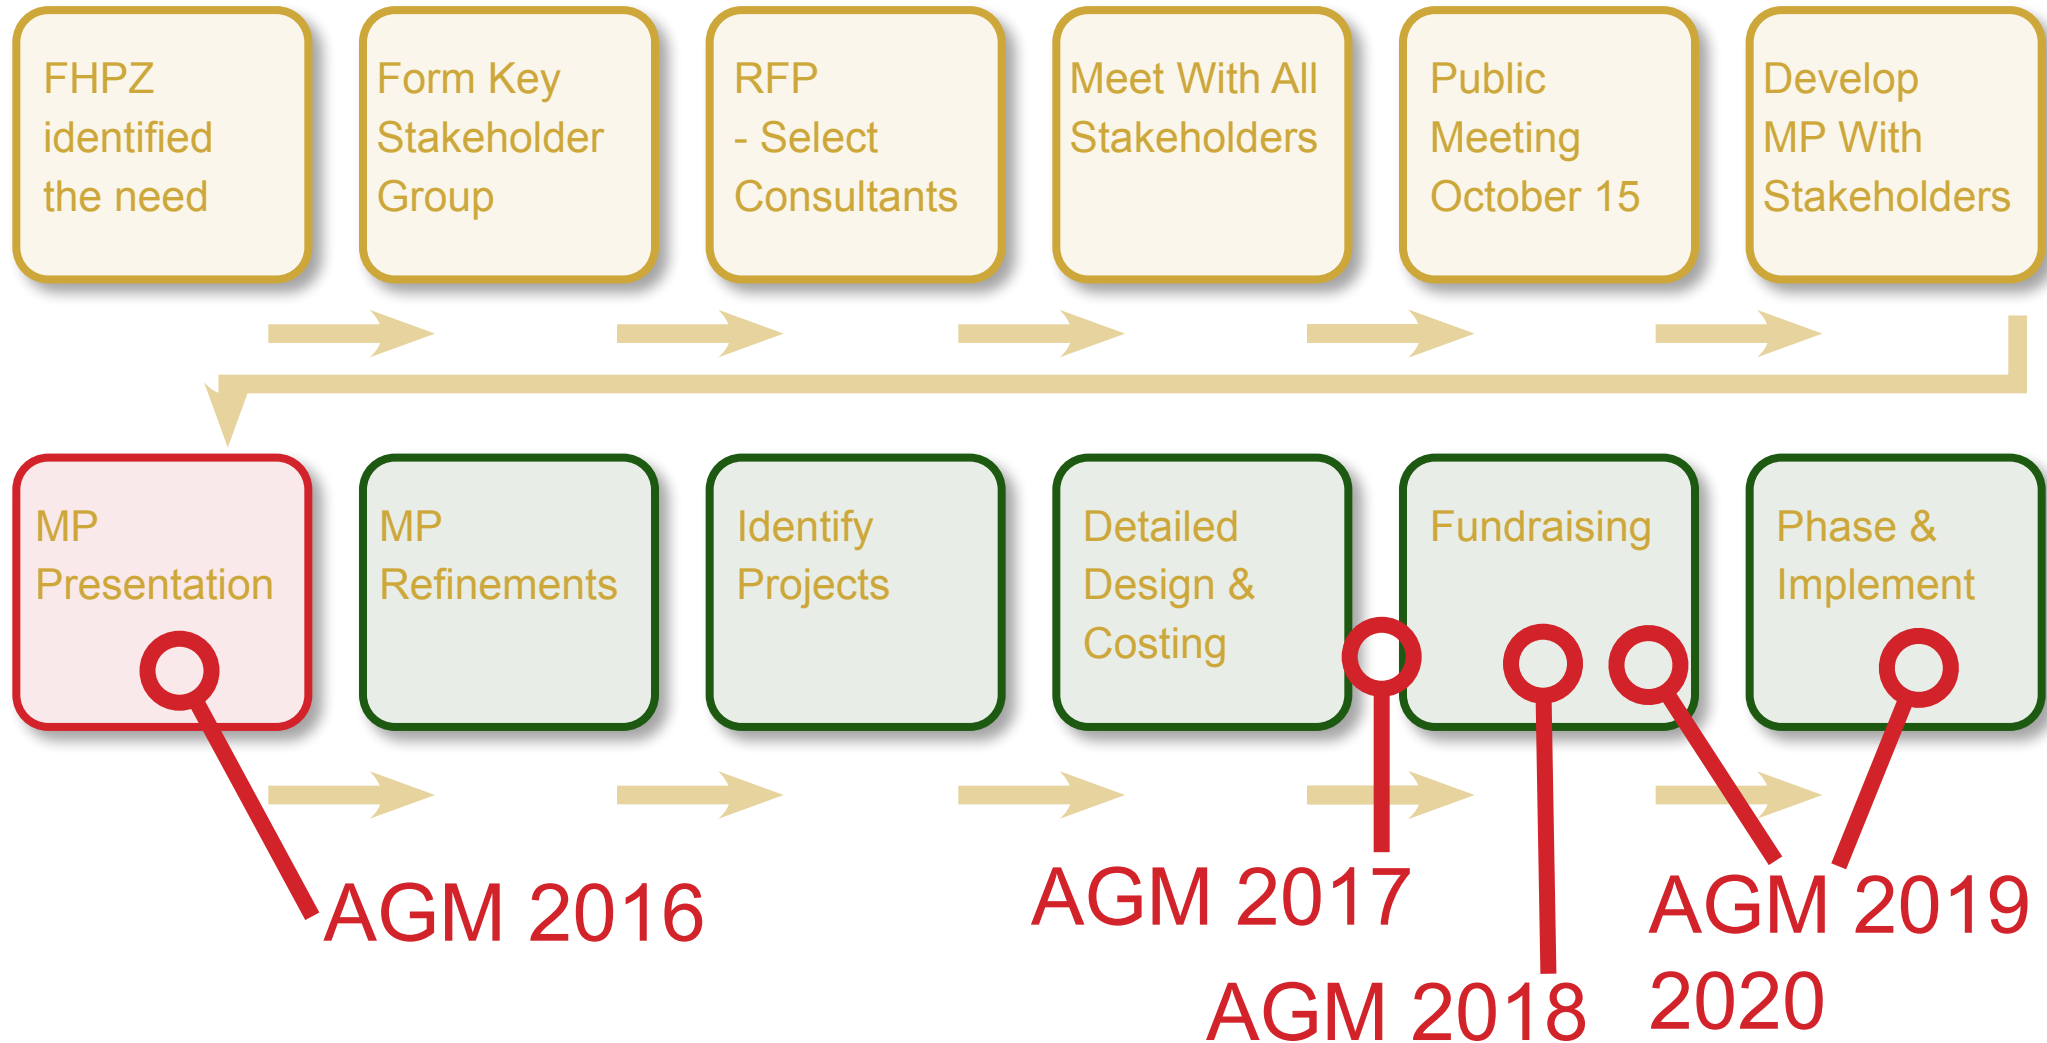 FHPZ
identified
the need
Form Key
Stakeholder
Group
RFP
- Select
Consultants
Meet With All
Stakeholders
Public
Meeting
October 15
Develop
MP With
Stakeholders
MP
Presentation
MP
Refinements
Identify
Projects
Detailed
Design &
Costing
Fundraising
Phase &
Implement
AGM 2016
AGM 2017
AGM 2018
AGM 2019
2020